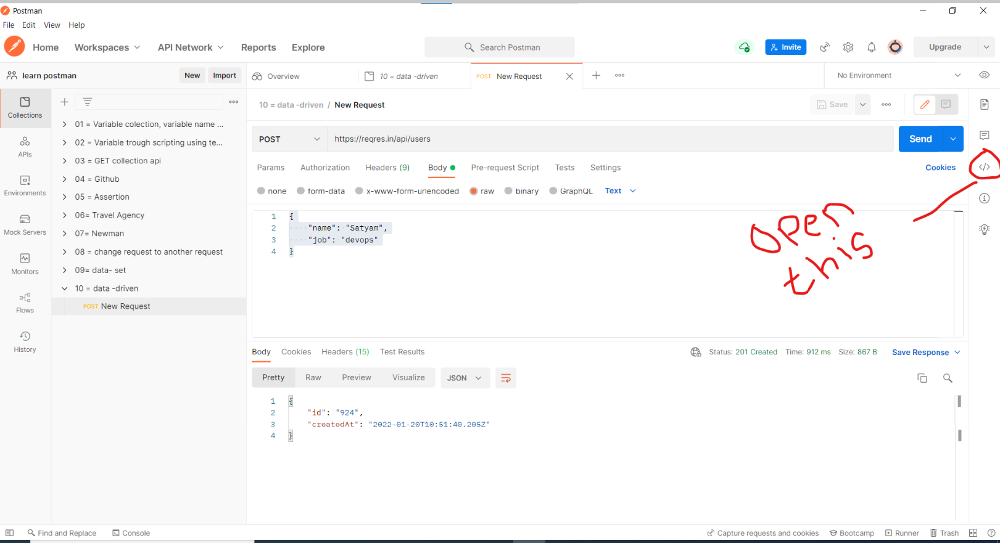 Postman
File Edit View Help
Home Workspaces API Network Reports Explore
Search Postman
Invite
Upgrade
learn postman
New Import
Overview
10 = data -driven
POST New Request
No Environment
Collections
APIs
Environments
Mock Servers
Monitors
Flows
History
01 = Variable colection, variable name ...
02 = Variable trough scripting using te...
03 = GET collection api
04 = Github
05 = Assertion
06= Travel Agency
07= Newman
08 = change request to another request
09= data- set
10 = data -driven
POST New Request
10 = data -driven / New Request
Save
POST https://reqres.in/api/users
Send
Params Authorization Headers (9) Body Pre-request Script Tests Settings
Cookies
</>
none form-data x-www-form-urlencoded raw binary GraphQL Text
1 {
2 "name": "Satyam",
3 "job": "devops"
4 }
open
this
Body Cookies Headers (15) Test Results
Status: 201 Created Time: 912 ms Size: 867 B Save Response
Pretty Raw Preview Visualize JSON
1 {
2 "id": "924",
3 "createdAt": "2022-01-20T10:51:40.205Z"
4 }
Find and Replace Console
Capture requests and cookies Bootcamp Runner Trash